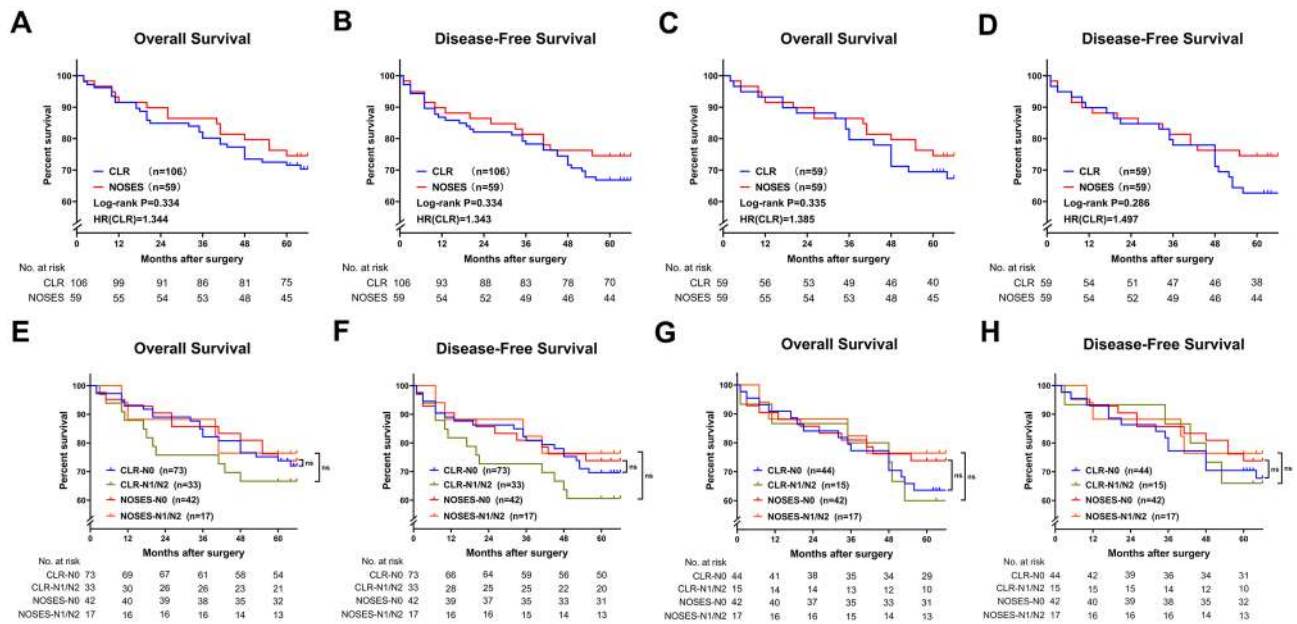 A
Overall Survival
Percent survival
100
90
80
70
60
CLR (n=106)
NOSES (n=59)
Log-rank P=0.334
HR(CLR)=1.344
0 12 24 36 48 60
Months after surgery
No. at risk
CLR 106 99 91 86 81 75
NOSES 59 55 54 53 48 45
B
Disease-Free Survival
Percent survival
100
90
80
70
60
CLR (n=106)
NOSES (n=59)
Log-rank P=0.334
HR(CLR)=1.343
0 12 24 36 48 60
Months after surgery
No. at risk
CLR 106 93 88 83 78 70
NOSES 59 54 52 49 46 44
C
Overall Survival
Percent survival
100
90
80
70
60
CLR (n=59)
NOSES (n=59)
Log-rank P=0.335
HR(CLR)=1.385
0 12 24 36 48 60
Months after surgery
No. at risk
CLR 59 56 53 49 46 40
NOSES 59 55 54 53 48 45
D
Disease-Free Survival
Percent survival
100
90
80
70
60
CLR (n=59)
NOSES (n=59)
Log-rank P=0.286
HR(CLR)=1.497
0 12 24 36 48 60
Months after surgery
No. at risk
CLR 59 54 51 47 46 38
NOSES 59 54 52 49 46 44
E
Overall Survival
Percent survival
100
90
80
70
60
CLR-N0 (n=73)
CLR-N1/N2 (n=33)
NOSES-N0 (n=42)
NOSES-N1/N2 (n=17)
ns
ns
0 12 24 36 48 60
Months after surgery
No. at risk
CLR-N0 73 69 67 61 58 54
CLR-N1/N2 33 30 26 26 23 21
NOSES-N0 42 40 39 38 35 32
NOSES-N1/N2 17 16 16 16 14 13
F
Disease-Free Survival
Percent survival
100
90
80
70
60
CLR-N0 (n=73)
CLR-N1/N2 (n=33)
NOSES-N0 (n=42)
NOSES-N1/N2 (n=17)
ns
ns
0 12 24 36 48 60
Months after surgery
No. at risk
CLR-N0 73 66 64 59 56 50
CLR-N1/N2 33 28 25 25 22 20
NOSES-N0 42 39 37 35 33 31
NOSES-N1/N2 17 16 16 15 14 13
G
Overall Survival
Percent survival
100
90
80
70
60
CLR-N0 (n=44)
CLR-N1/N2 (n=15)
NOSES-N0 (n=42)
NOSES-N1/N2 (n=17)
ns
ns
0 12 24 36 48 60
Months after surgery
No. at risk
CLR-N0 44 41 38 35 34 29
CLR-N1/N2 15 14 14 13 12 10
NOSES-N0 42 40 37 35 33 31
NOSES-N1/N2 17 16 16 15 14 13
H
Disease-Free Survival
Percent survival
100
90
80
70
60
CLR-N0 (n=44)
CLR-N1/N2 (n=15)
NOSES-N0 (n=42)
NOSES-N1/N2 (n=17)
ns
ns
0 12 24 36 48 60
Months after surgery
No. at risk
CLR-N0 44 42 39 36 34 31
CLR-N1/N2 15 15 15 14 12 10
NOSES-N0 42 40 39 38 35 32
NOSES-N1/N2 17 16 16 16 14 13